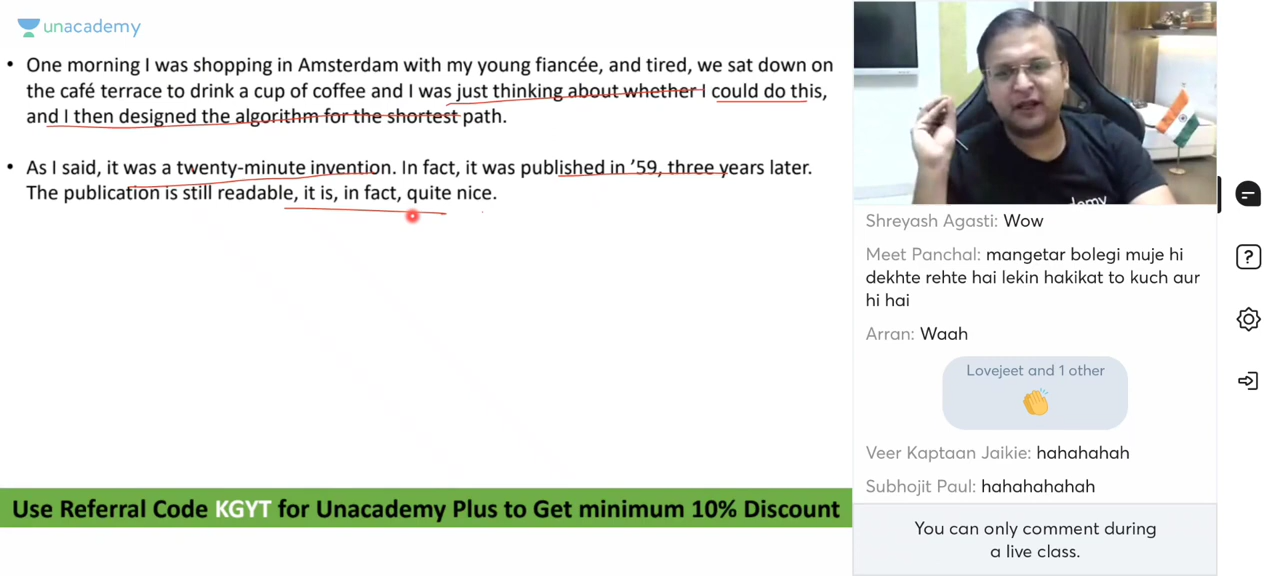 unacademy
• One morning I was shopping in Amsterdam with my young fiancée, and tired, we sat down on
the café terrace to drink a cup of coffee and I was just thinking about whether I could do this,
and I then designed the algorithm for the shortest path.
• As I said, it was a twenty-minute invention. In fact, it was published in ’59, three years later.
The publication is still readable, it is, in fact, quite nice.
Use Referral Code KGYT for Unacademy Plus to Get minimum 10% Discount
demy
Shreyash Agasti: Wow
Meet Panchal: mangetar bolegi muje hi
dekhte rehte hai lekin hakikat to kuch aur
hi hai
Arran: Waah
Lovejeet and 1 other
Veer Kaptaan Jaikie: hahahahah
Subhojit Paul: hahahahahah
You can only comment during
a live class.
?